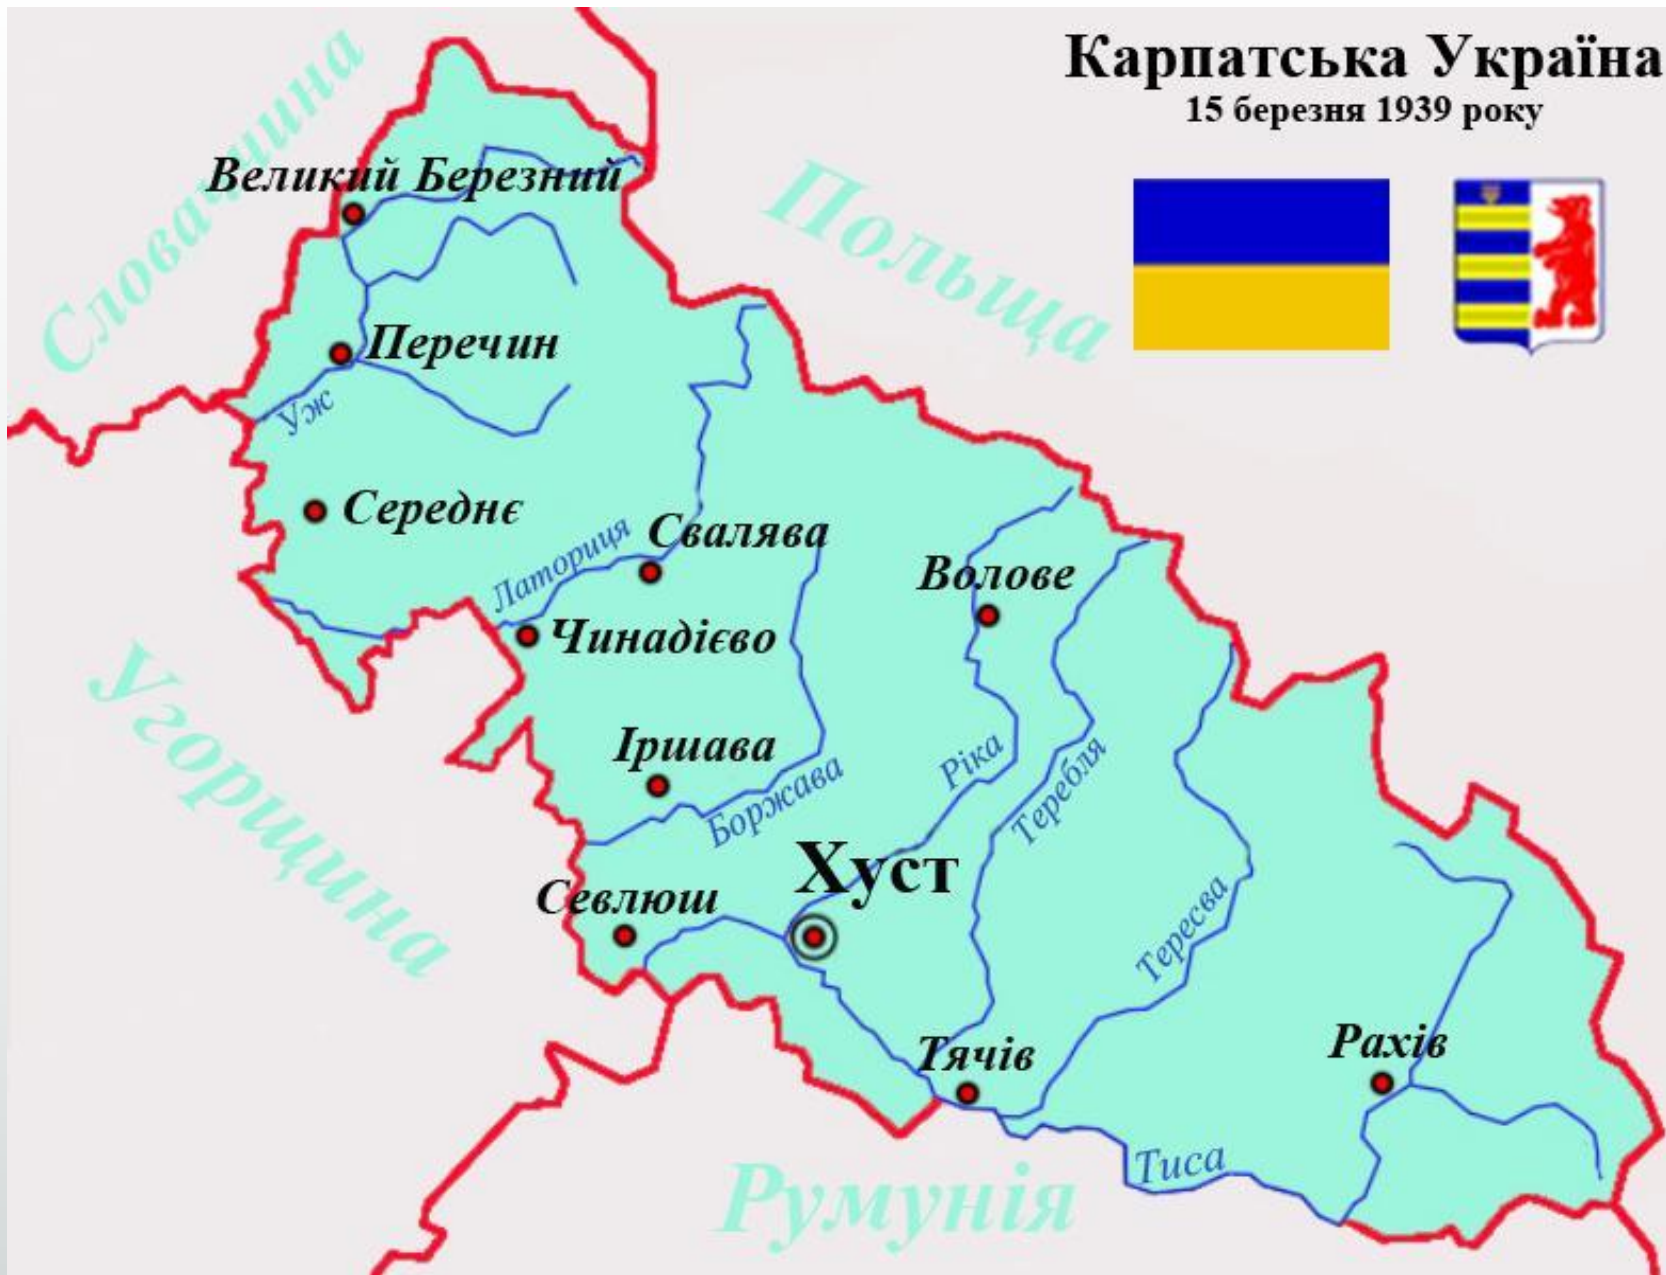 Карпатська Україна
15 березня 1939 року
Словаччина
Польща
Великий Березний
Перечин
Уж
Середнє
Латориця
Свалява
Волове
Чинадієво
Угорщина
Іршава
Боржава
Ріка
Теребля
Хуст
Севлюш
Тересва
Тячів
Рахів
Тиса
Румунія